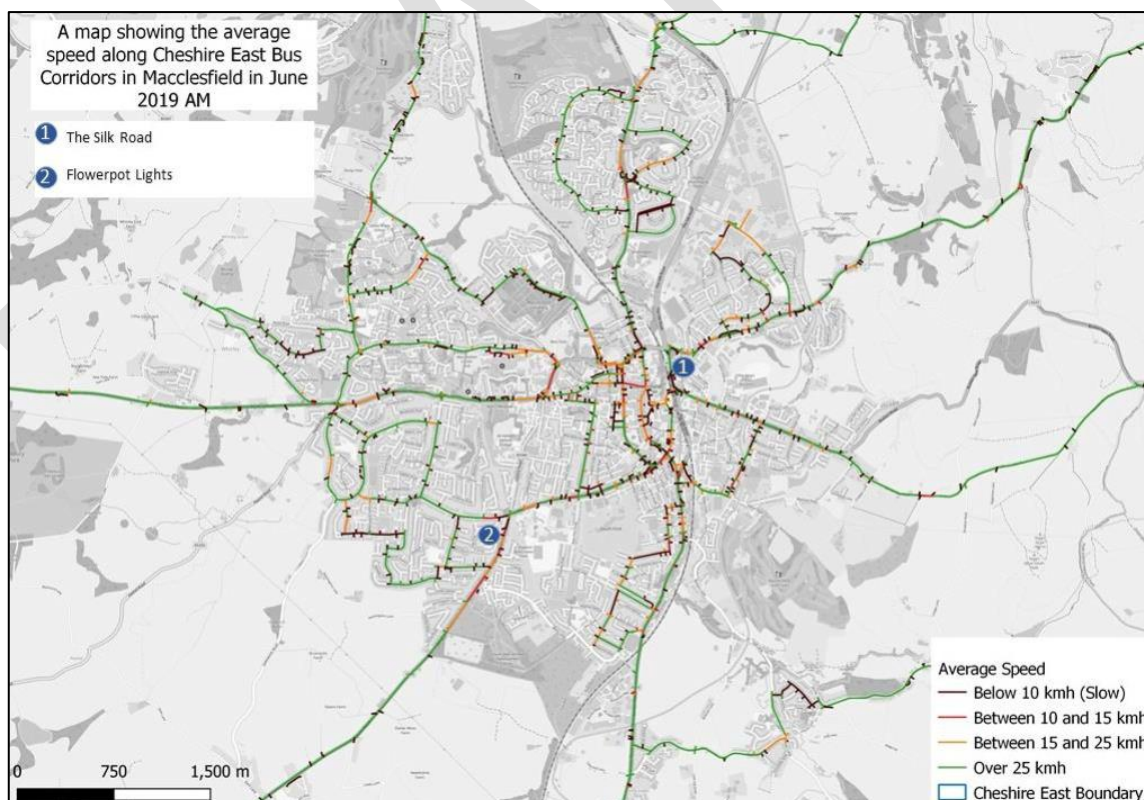 A map showing the average
speed along Cheshire East Bus
Corridors in Macclesfield in June
2019 AM
1 The Silk Road
2 Flowerpot Lights
1
2
Average Speed
Below 10 kmh (Slow)
Between 10 and 15 kmh
Between 15 and 25 kmh
Over 25 kmh
Cheshire East Boundary
0 750 1,500 m